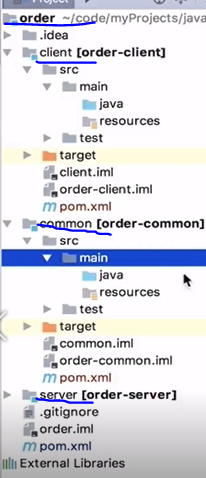 Project
order ~/code/myProjects/java
.idea
client [order-client]
src
main
java
resources
test
target
client.iml
order-client.iml
pom.xml
common [order-common]
src
main
java
resources
test
target
common.iml
order-common.iml
pom.xml
server [order-server]
.gitignore
order.iml
pom.xml
External Libraries